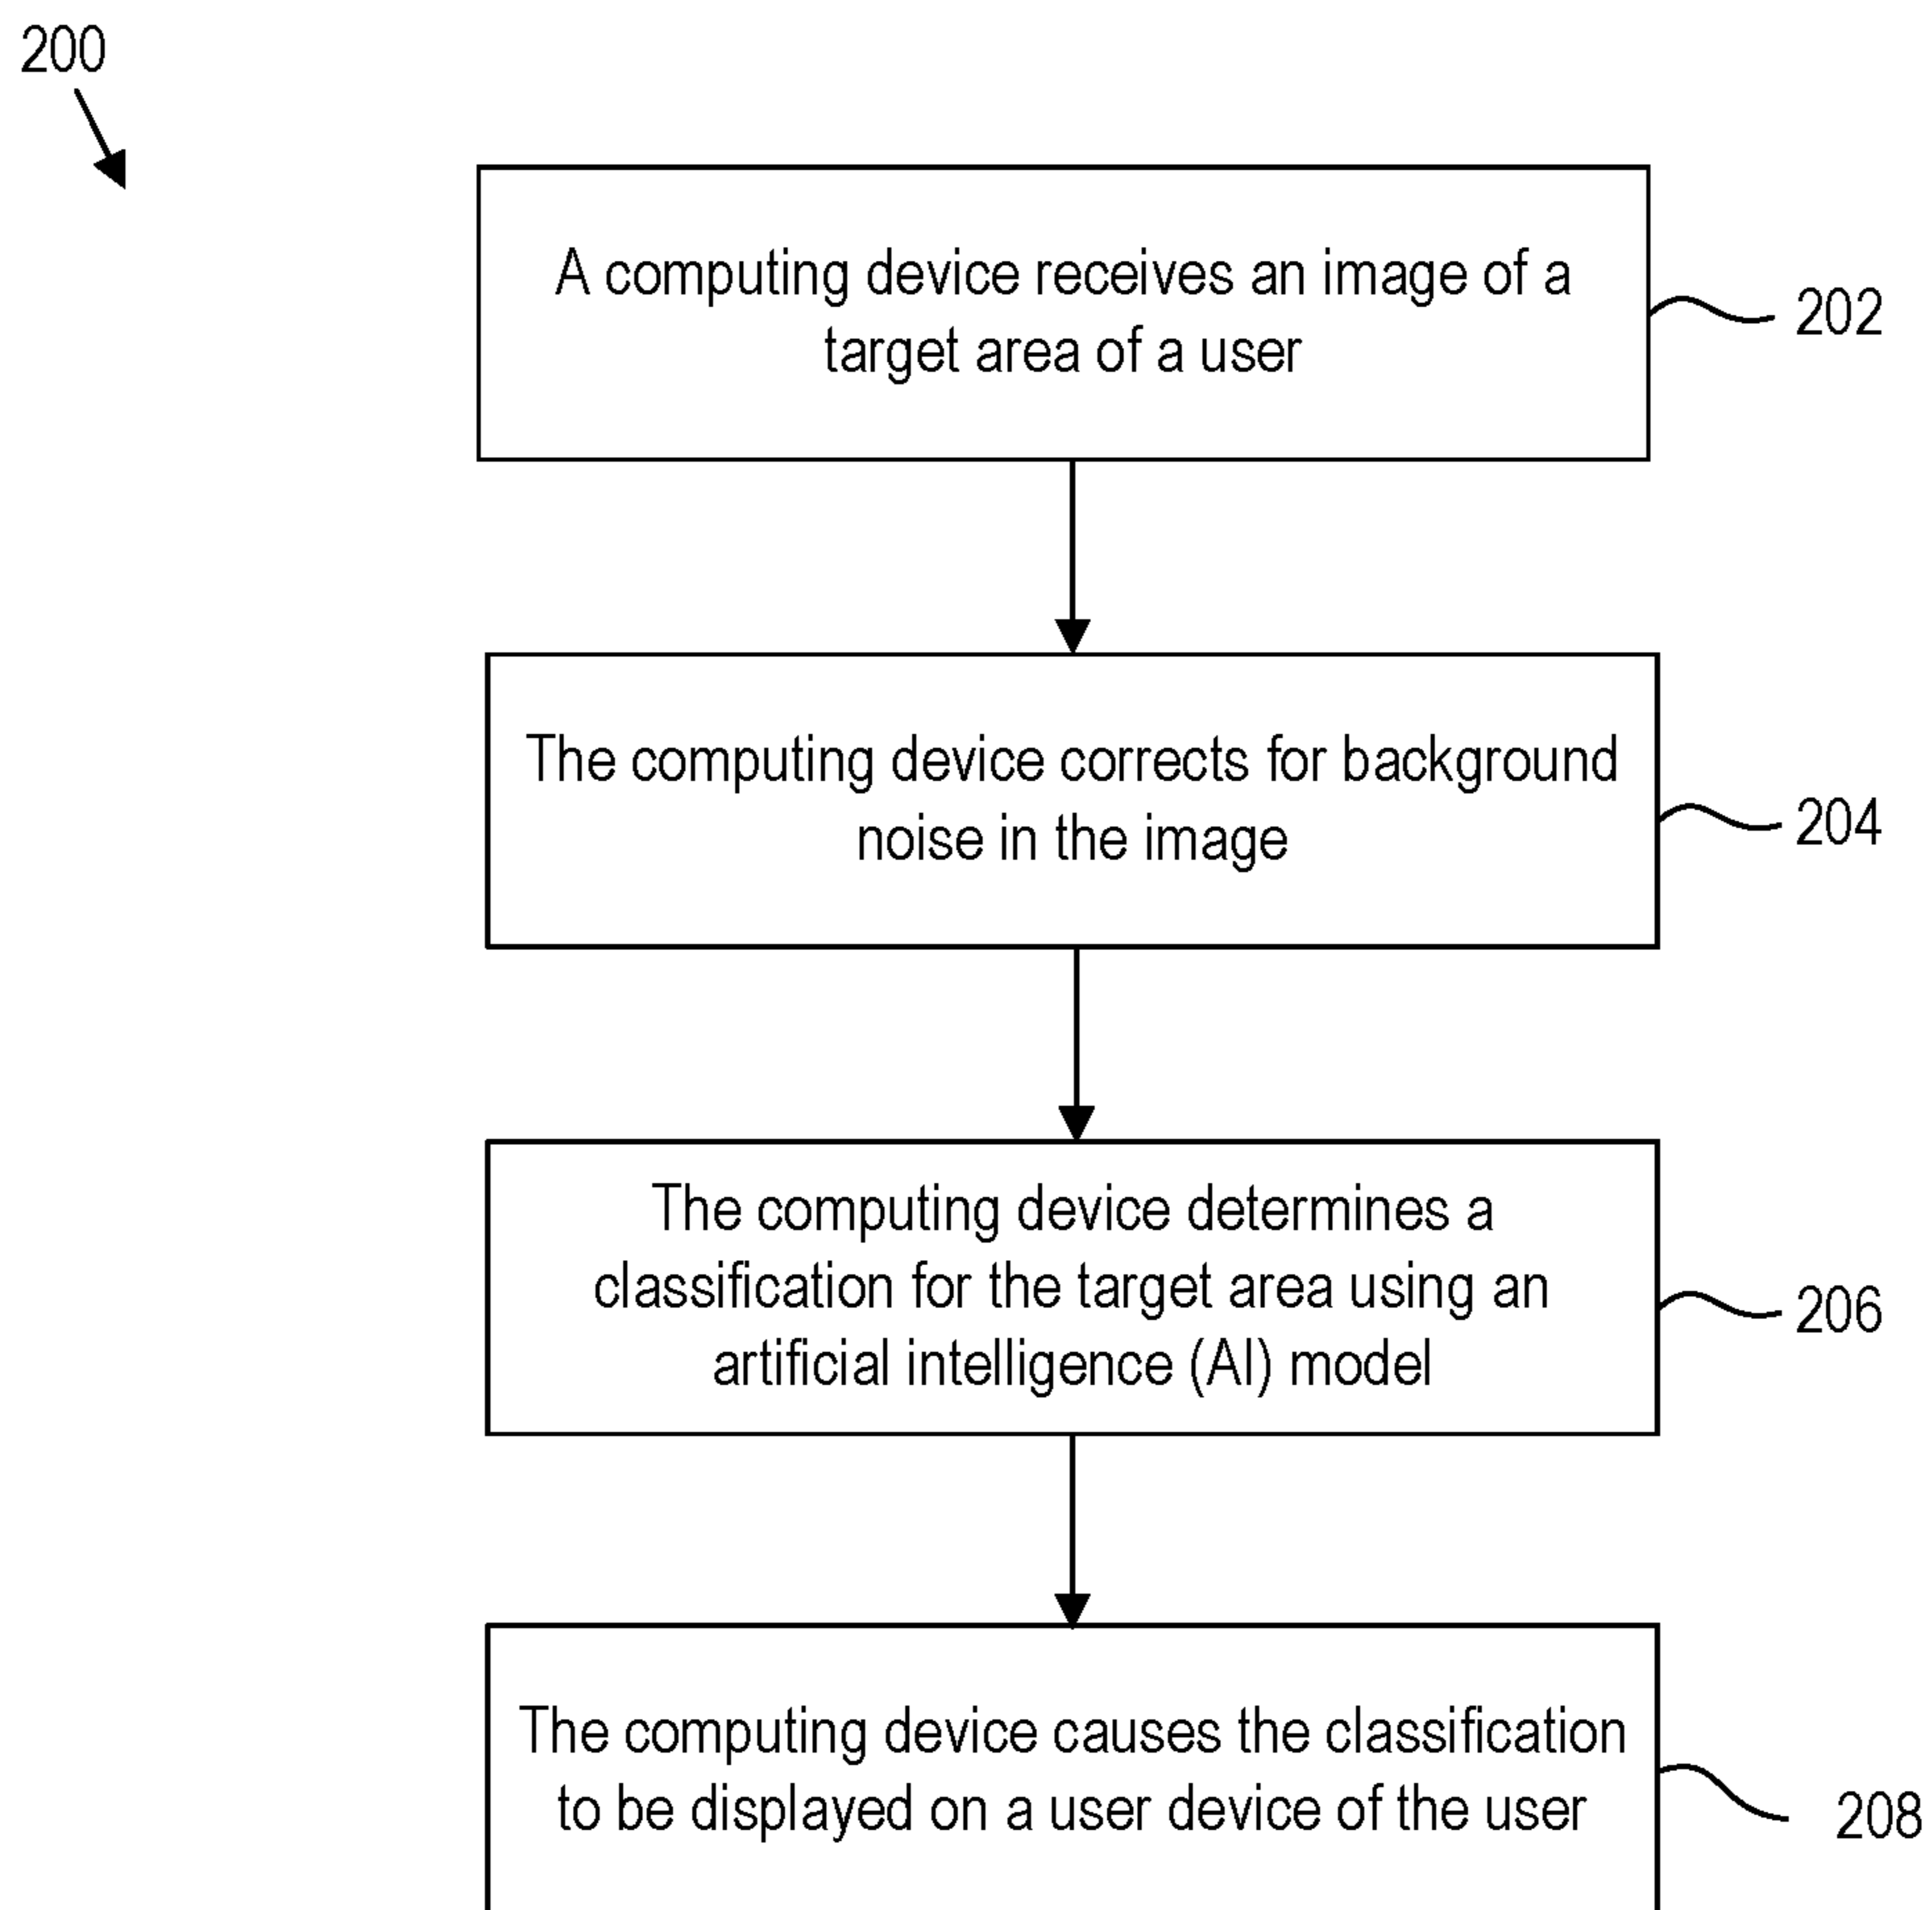 200
A computing device receives an image of a
target area of a user
202
The computing device corrects for background
noise in the image
204
The computing device determines a
classification for the target area using an
artificial intelligence (AI) model
206
The computing device causes the classification
to be displayed on a user device of the user
208